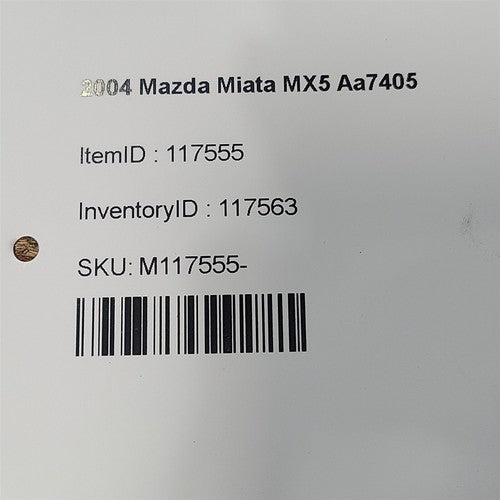 2004 Mazda Miata MX5 Aa7405
ItemID : 117555
InventoryID : 117563
SKU: M117555-